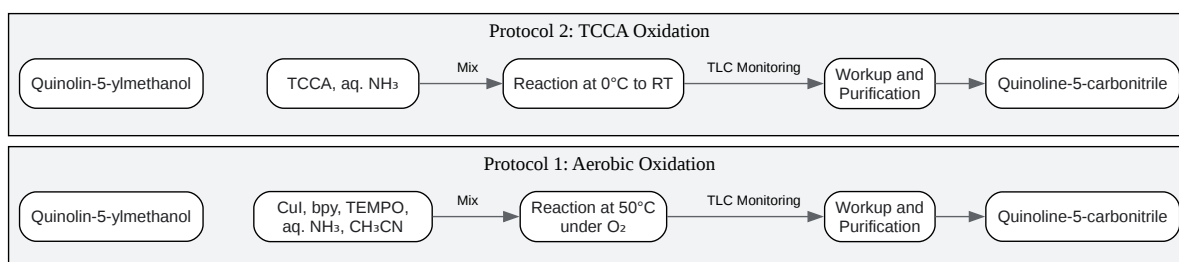 Protocol 2: TCCA Oxidation
Quinolin-5-ylmethanol
TCCA, aq. NH₃
Mix
Reaction at 0°C to RT
TLC Monitoring
Workup and
Purification
Quinoline-5-carbonitrile
Protocol 1: Aerobic Oxidation
Quinolin-5-ylmethanol
CuI, bpy, TEMPO,
aq. NH₃, CH₃CN
Mix
Reaction at 50°C
under O₂
TLC Monitoring
Workup and
Purification
Quinoline-5-carbonitrile